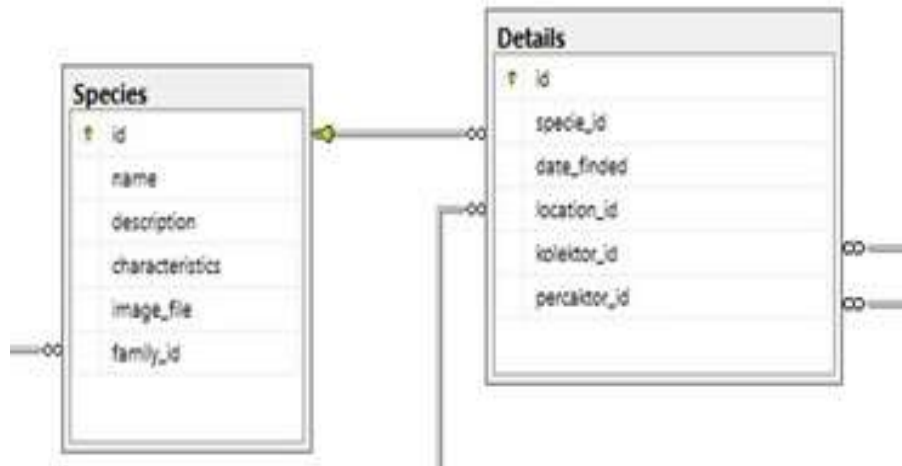 Species
id
name
description
characteristics
image_file
family_id
Details
id
specie_id
date_finded
location_id
kolektor_id
percaktor_id